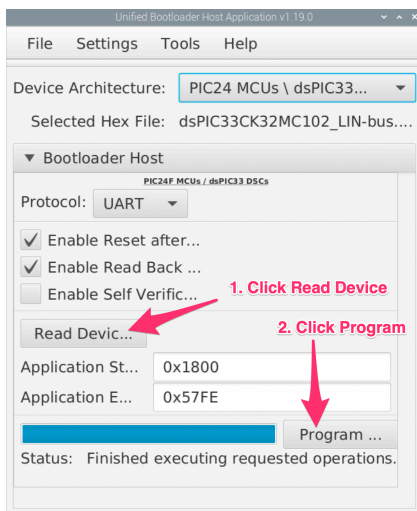 Unified Bootloader Host Application v1.19.0
File Settings Tools Help
Device Architecture: PIC24 MCUs \ dsPIC33...
Selected Hex File: dsPIC33CK32MC102_LIN-bus....
Bootloader Host
PIC24F MCUs / dsPIC33 DSCs
Protocol: UART
Enable Reset after...
Enable Read Back ...
Enable Self Verific...
1. Click Read Device
Read Devic...
2. Click Program
Application St... 0x1800
Application E... 0x57FE
Program ...
Status: Finished executing requested operations.